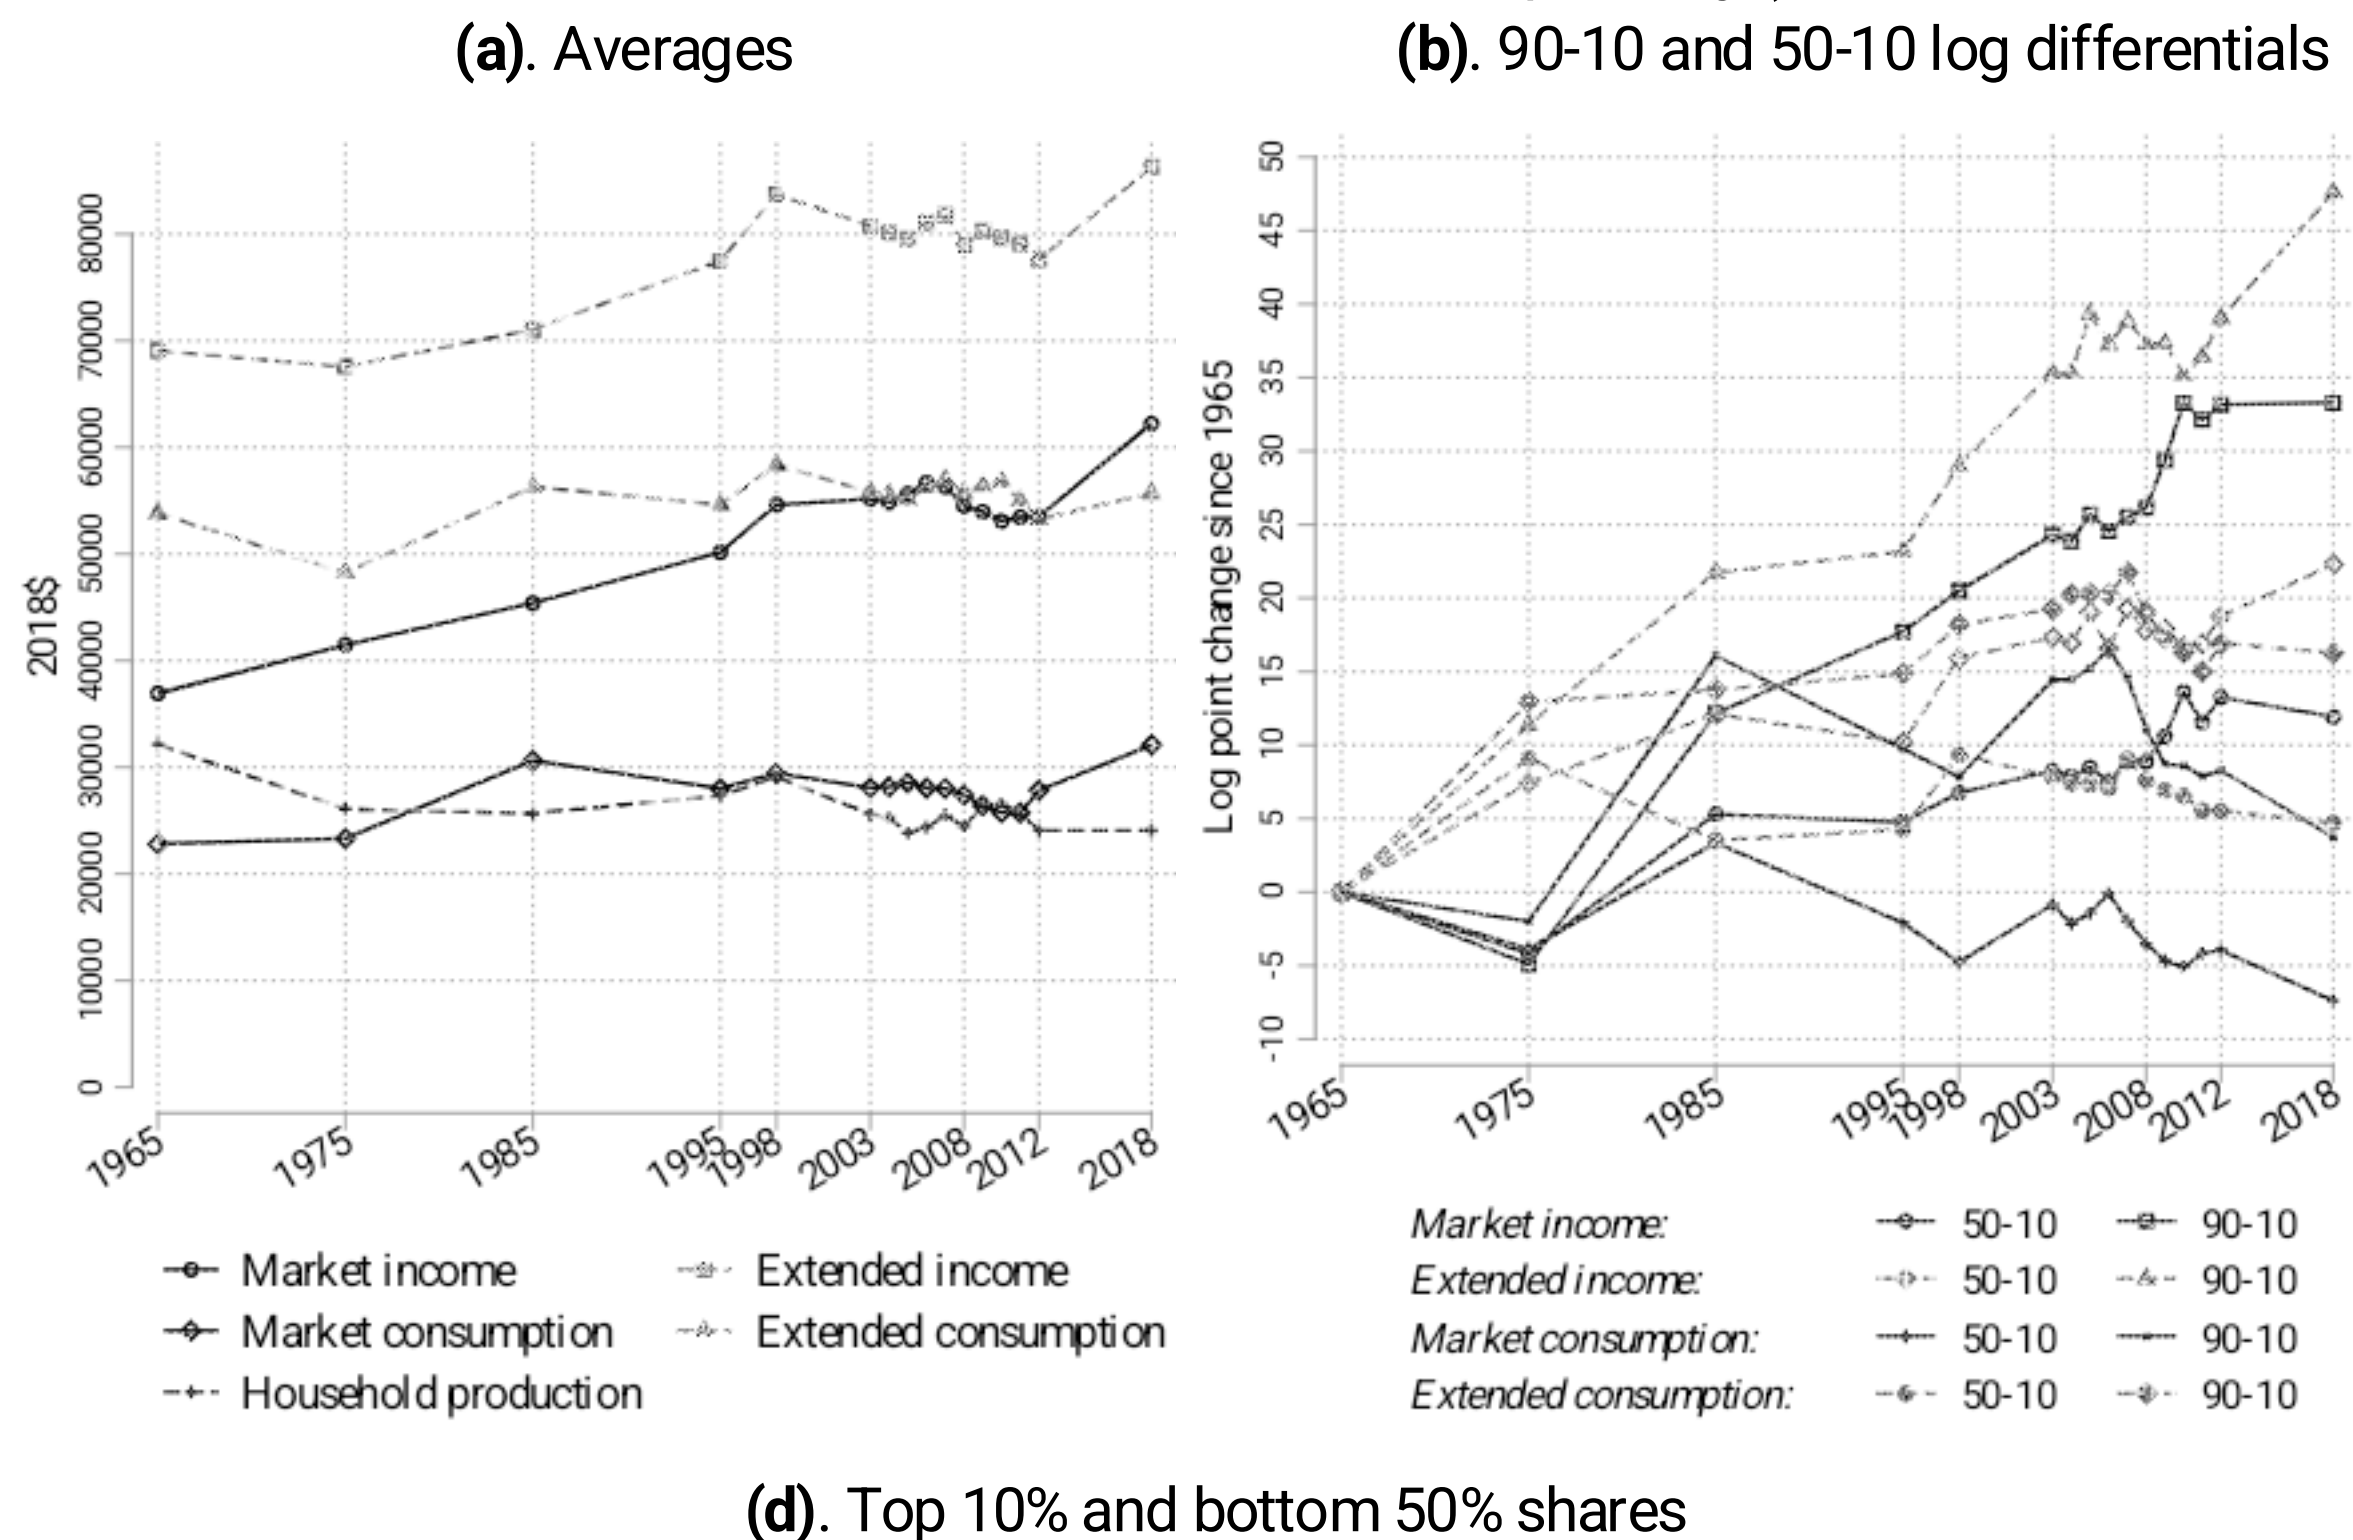 (a). Averages
(b). 90-10 and 50-10 log differentials
2018$
80000
70000
60000
50000
40000
30000
20000
10000
0
1965 1975 1985 1995 1998 2003 2008 2012 2018
Market income Extended income
Market consumption Extended consumption
Household production
Log point change since 1965
50
45
40
35
30
25
20
15
10
5
0
-5
-10
1965 1975 1985 1995 1998 2003 2008 2012 2018
Market income: 50-10 90-10
Extended income: 50-10 90-10
Market consumption: 50-10 90-10
Extended consumption: 50-10 90-10
(d). Top 10% and bottom 50% shares